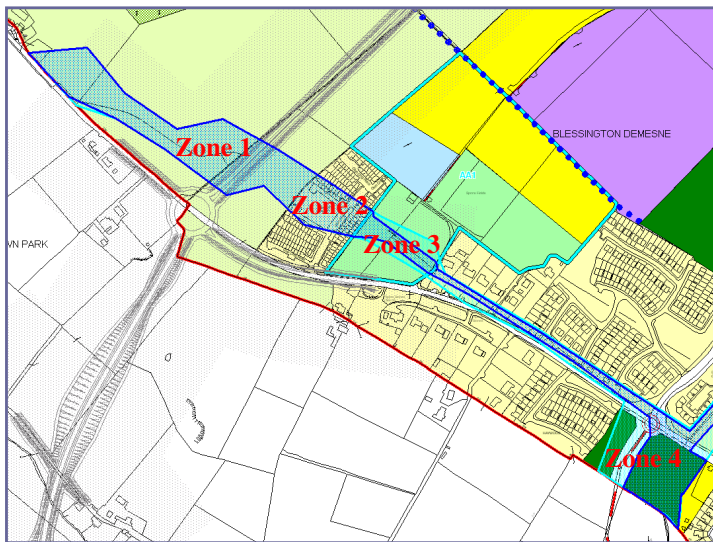 BLESSINGTON DEMESNE
Zone 1
AA1
Zone 2
Zone 3
WN PARK
Zone 4